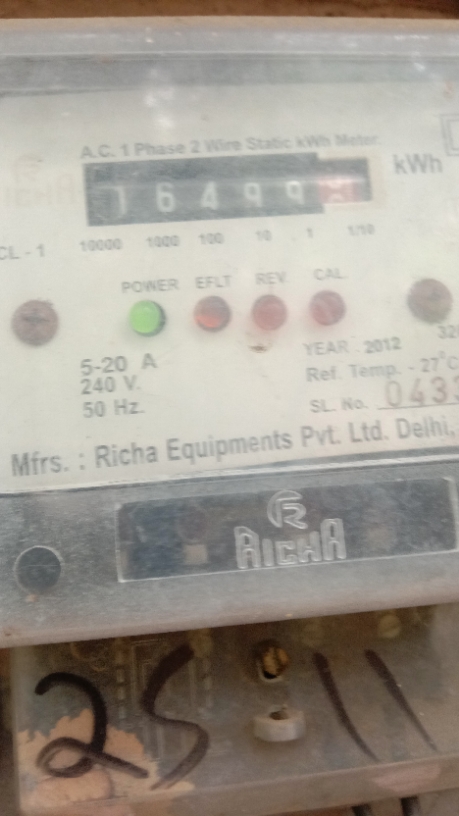 A.C. 1 Phase 2 Wire Static kWh Meter.
16499
kWh
CL - 1
10000 1000 100 10 1 1/10
POWER EFLT REV CAL
5-20 A
240 V.
50 Hz.
YEAR . 2012
Ref. Temp. - 27°C
SL. No. 0433
Mfrs. : Richa Equipments Pvt. Ltd. Delhi,
RICHA
25 11